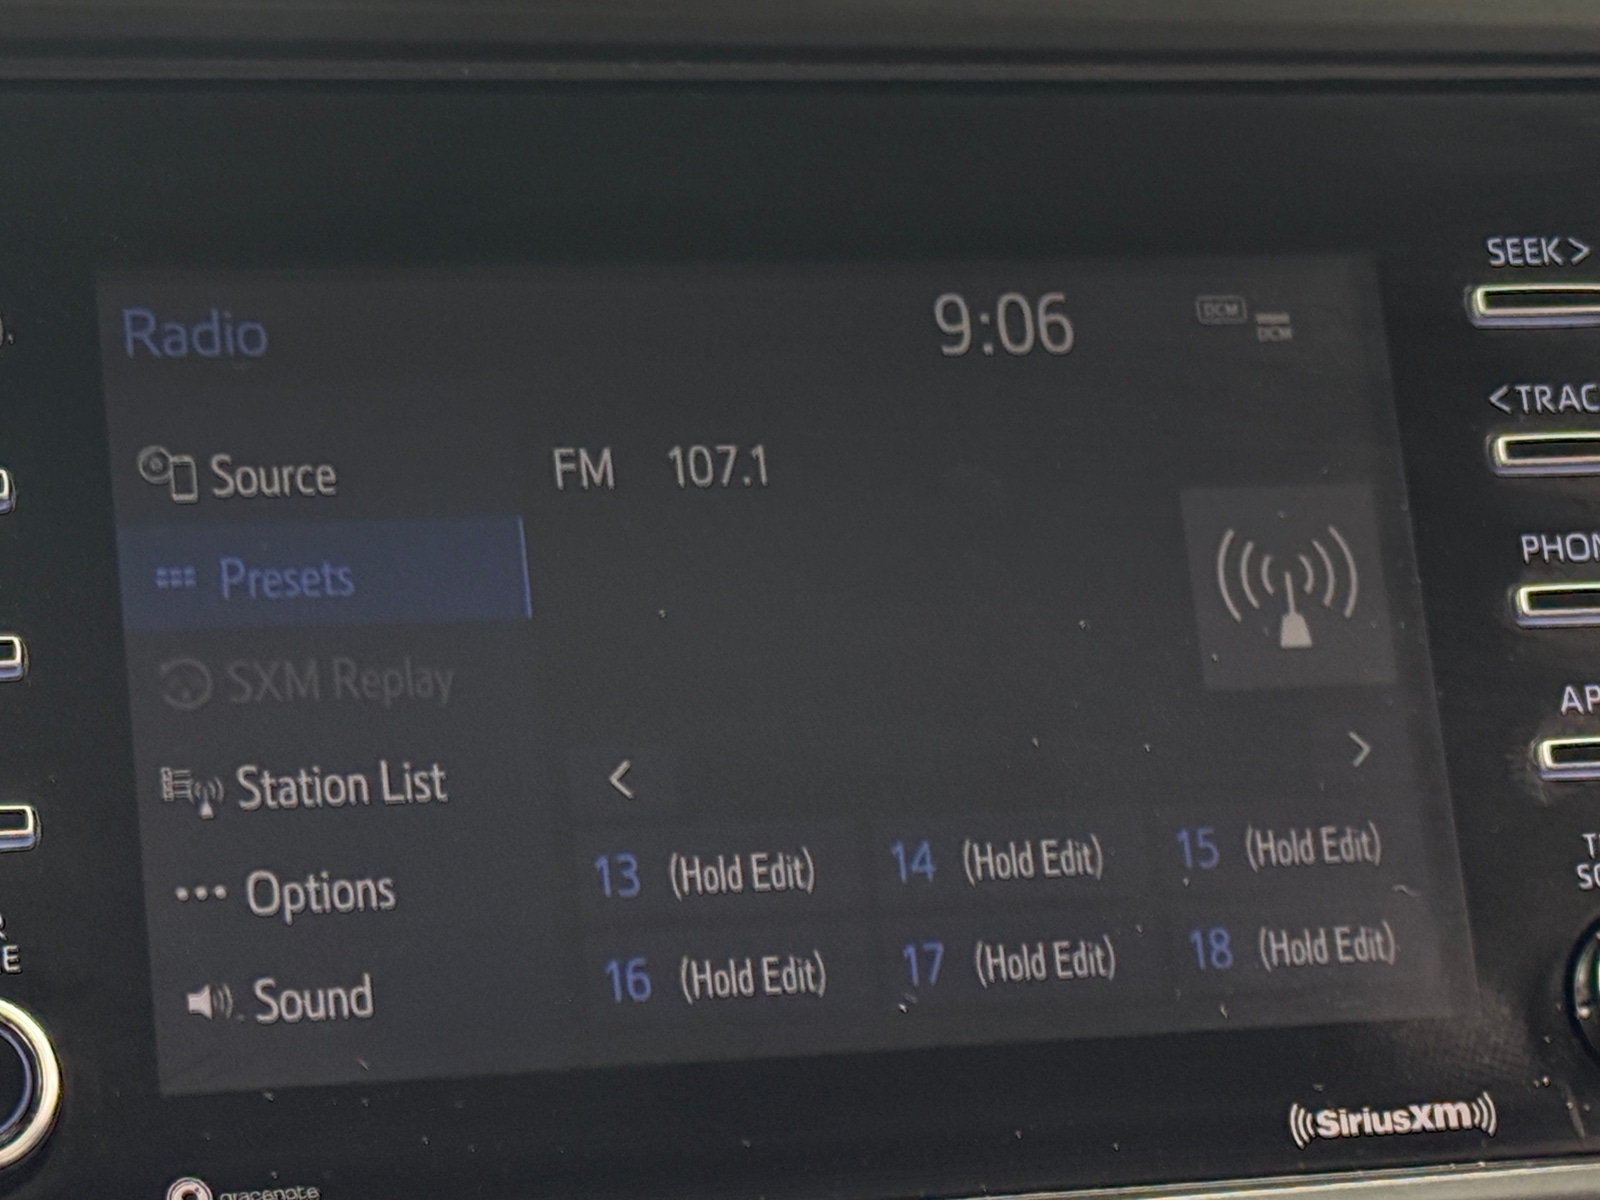 SEEK >
Radio
9:06
DCM
DCM
< TRAC
Source
FM 107.1
PHON
Presets
SXM Replay
AP
Station List
<
>
13 (Hold Edit)
14 (Hold Edit)
15 (Hold Edit)
Options
16 (Hold Edit)
17 (Hold Edit)
18 (Hold Edit)
Sound
SiriusXM
gracenote